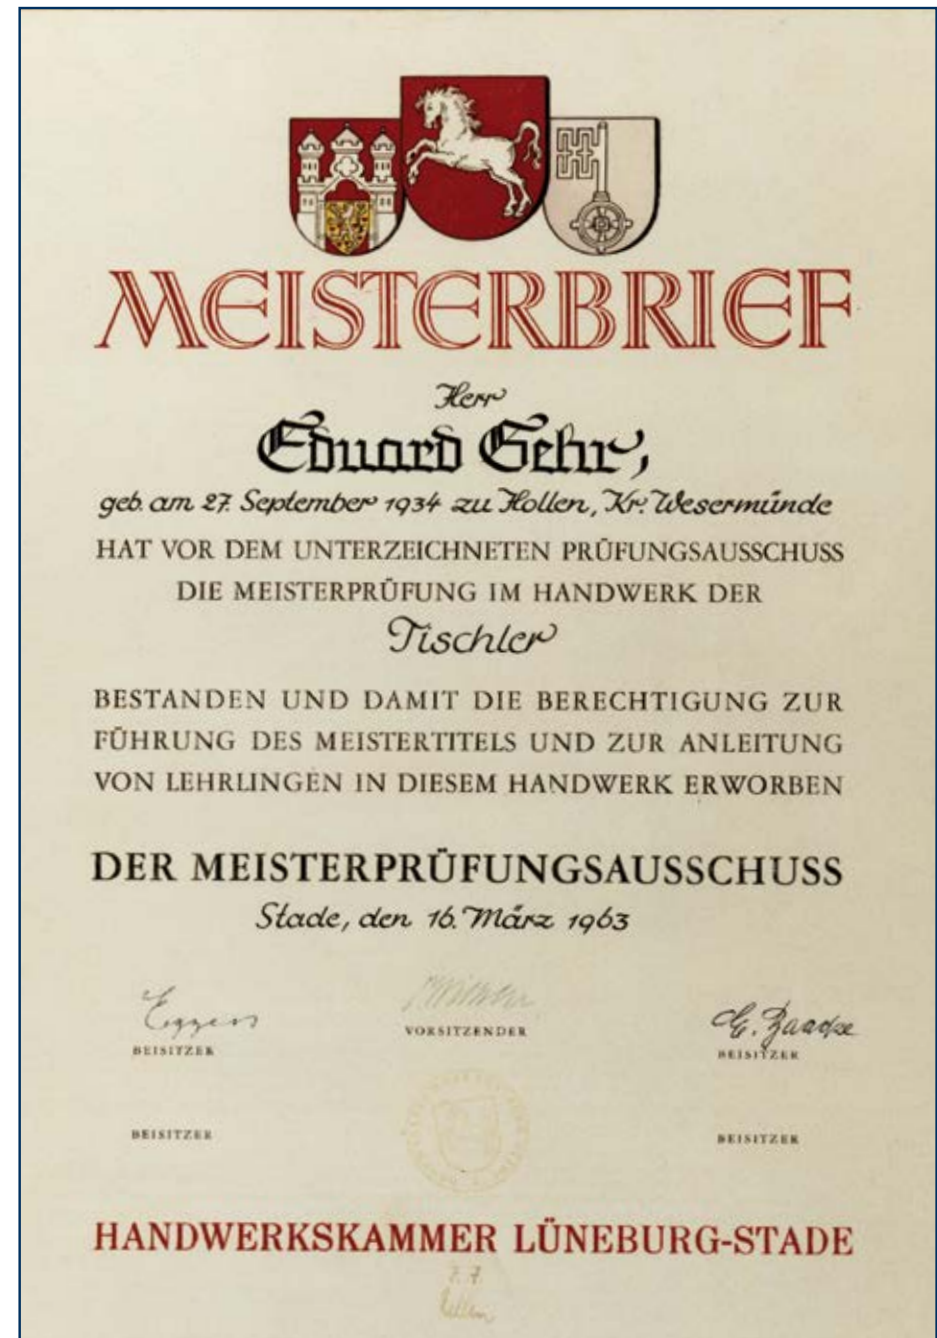 MEISTERBRIEF
Herr
Eduard Gehr,
geb. am 27. September 1934 zu Hollen, Kr. Wesermünde
HAT VOR DEM UNTERZEICHNETEN PRÜFUNGSAUSSCHUSS
DIE MEISTERPRÜFUNG IM HANDWERK DER
Tischler
BESTANDEN UND DAMIT DIE BERECHTIGUNG ZUR
FÜHRUNG DES MEISTERTITELS UND ZUR ANLEITUNG
VON LEHRLINGEN IN DIESEM HANDWERK ERWORBEN
DER MEISTERPRÜFUNGSAUSSCHUSS
Stade, den 16. März 1963
Eggers
BEISITZER
VORSITZENDER
BEISITZER
BEISITZER
BEISITZER
HANDWERKSKAMMER LÜNEBURG-STADE